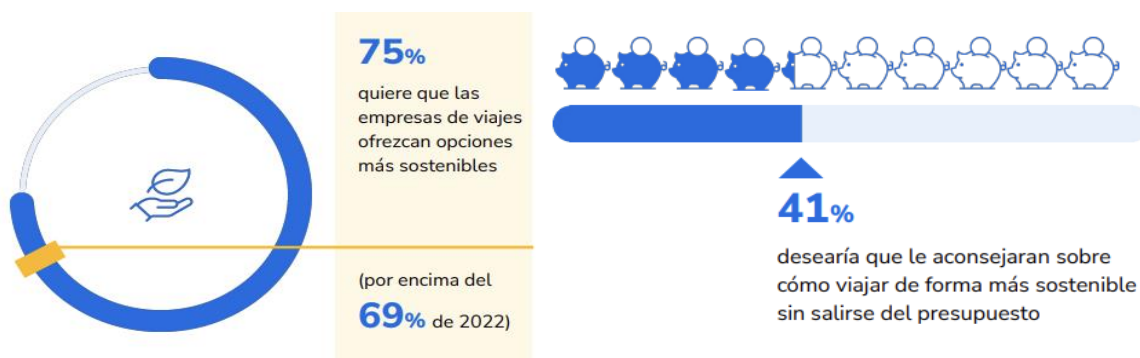 75%
quiere que las
empresas de viajes
ofrezcan opciones
más sostenibles
(por encima del
69% de 2022)
41%
desearía que le aconsejaran sobre
cómo viajar de forma más sostenible
sin salirse del presupuesto